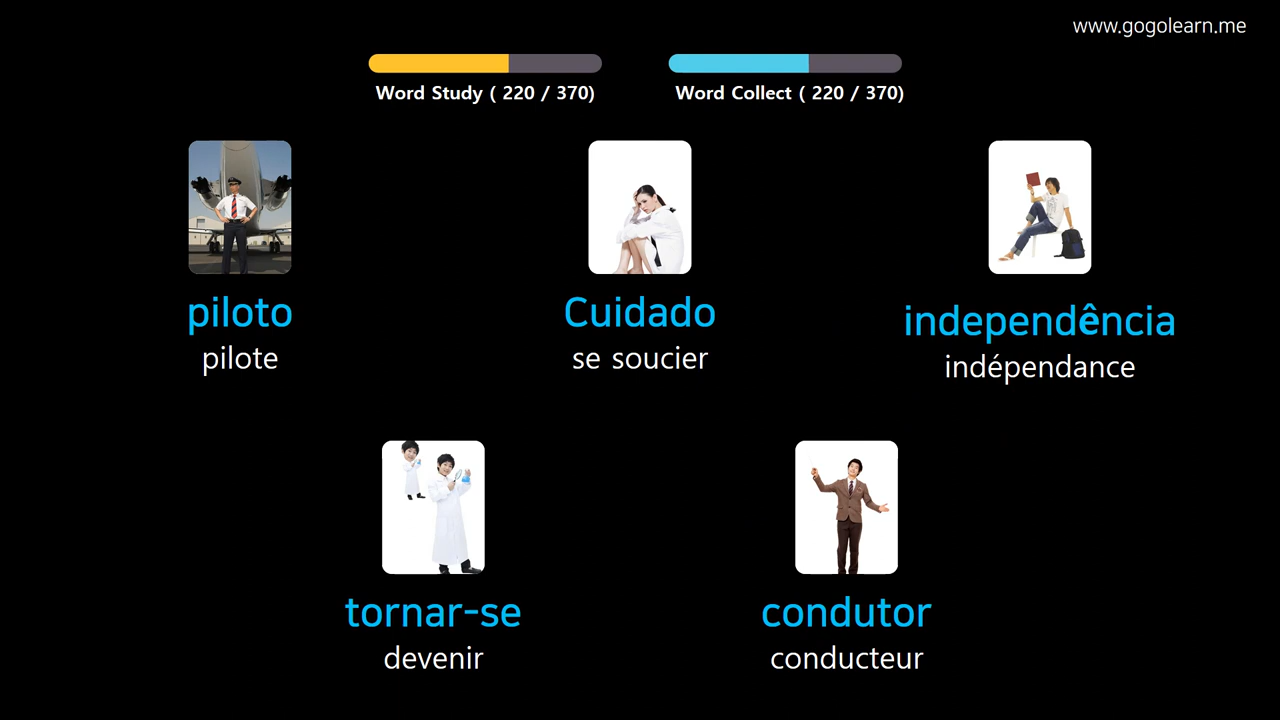 www.gogolearn.me
Word Study ( 220 / 370)
Word Collect ( 220 / 370)
piloto
pilote
Cuidado
se soucier
independência
indépendance
tornar-se
devenir
condutor
conducteur